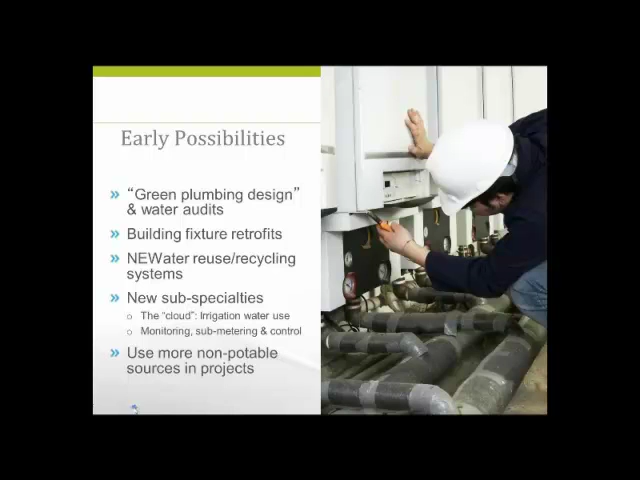 Early Possibilities
» “Green plumbing design”
& water audits
» Building fixture retrofits
» NEWater reuse/recycling
systems
» New sub-specialties
o The “cloud”: Irrigation water use
o Monitoring, sub-metering & control
» Use more non-potable
sources in projects